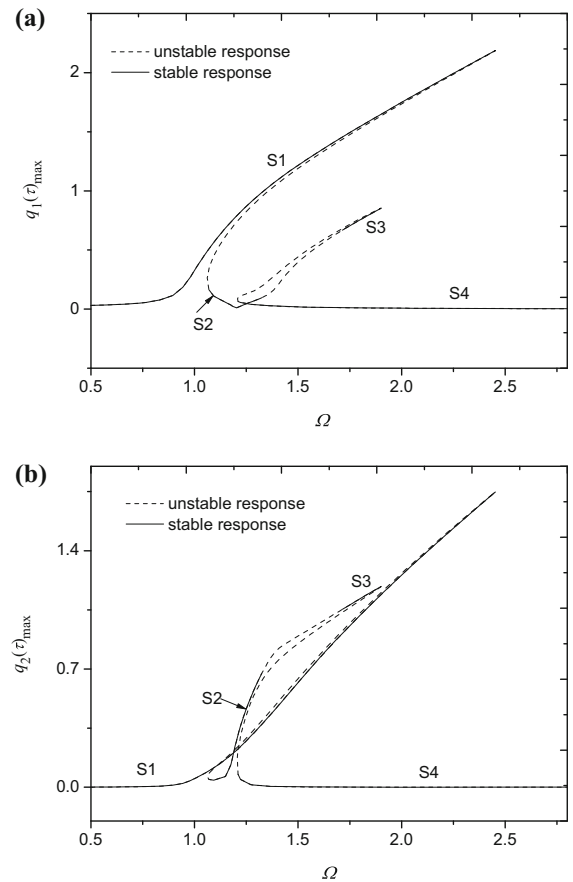 (a)
unstable response
stable response
2
1
0
q₁(τ)max
S1
S3
S2
S4
0.5 1.0 1.5 2.0 2.5
Ω
(b)
unstable response
stable response
1.4
0.7
0.0
q₂(τ)max
S3
S2
S1
S4
0.5 1.0 1.5 2.0 2.5
Ω